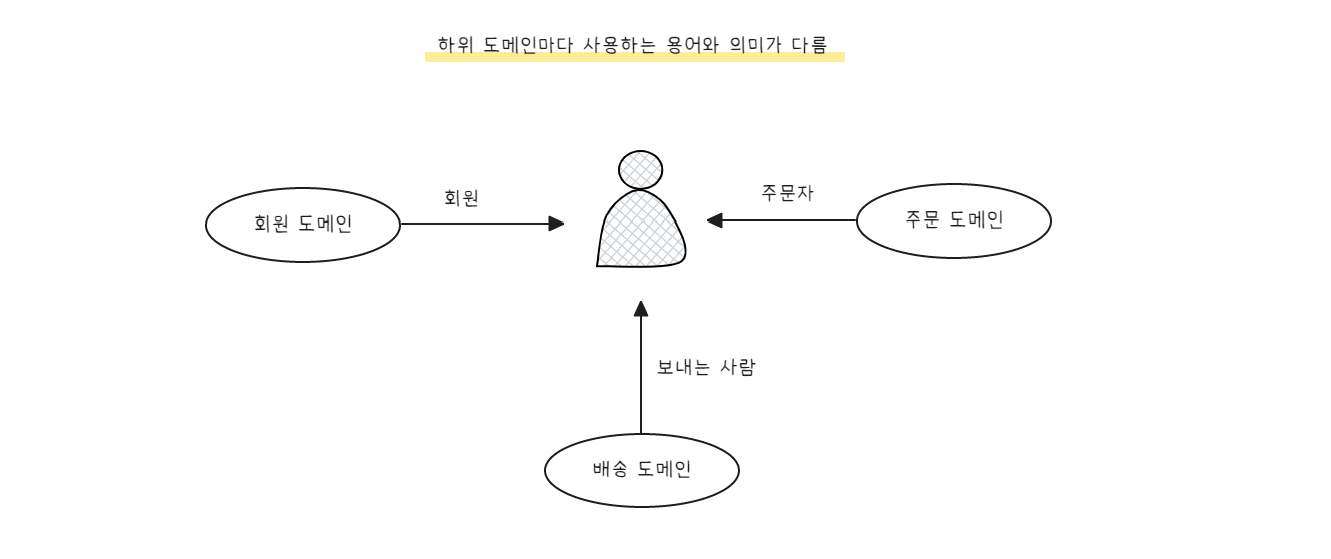 하위 도메인마다 사용하는 용어와 의미가 다름
회원
주문자
회원 도메인
주문 도메인
보내는 사람
배송 도메인